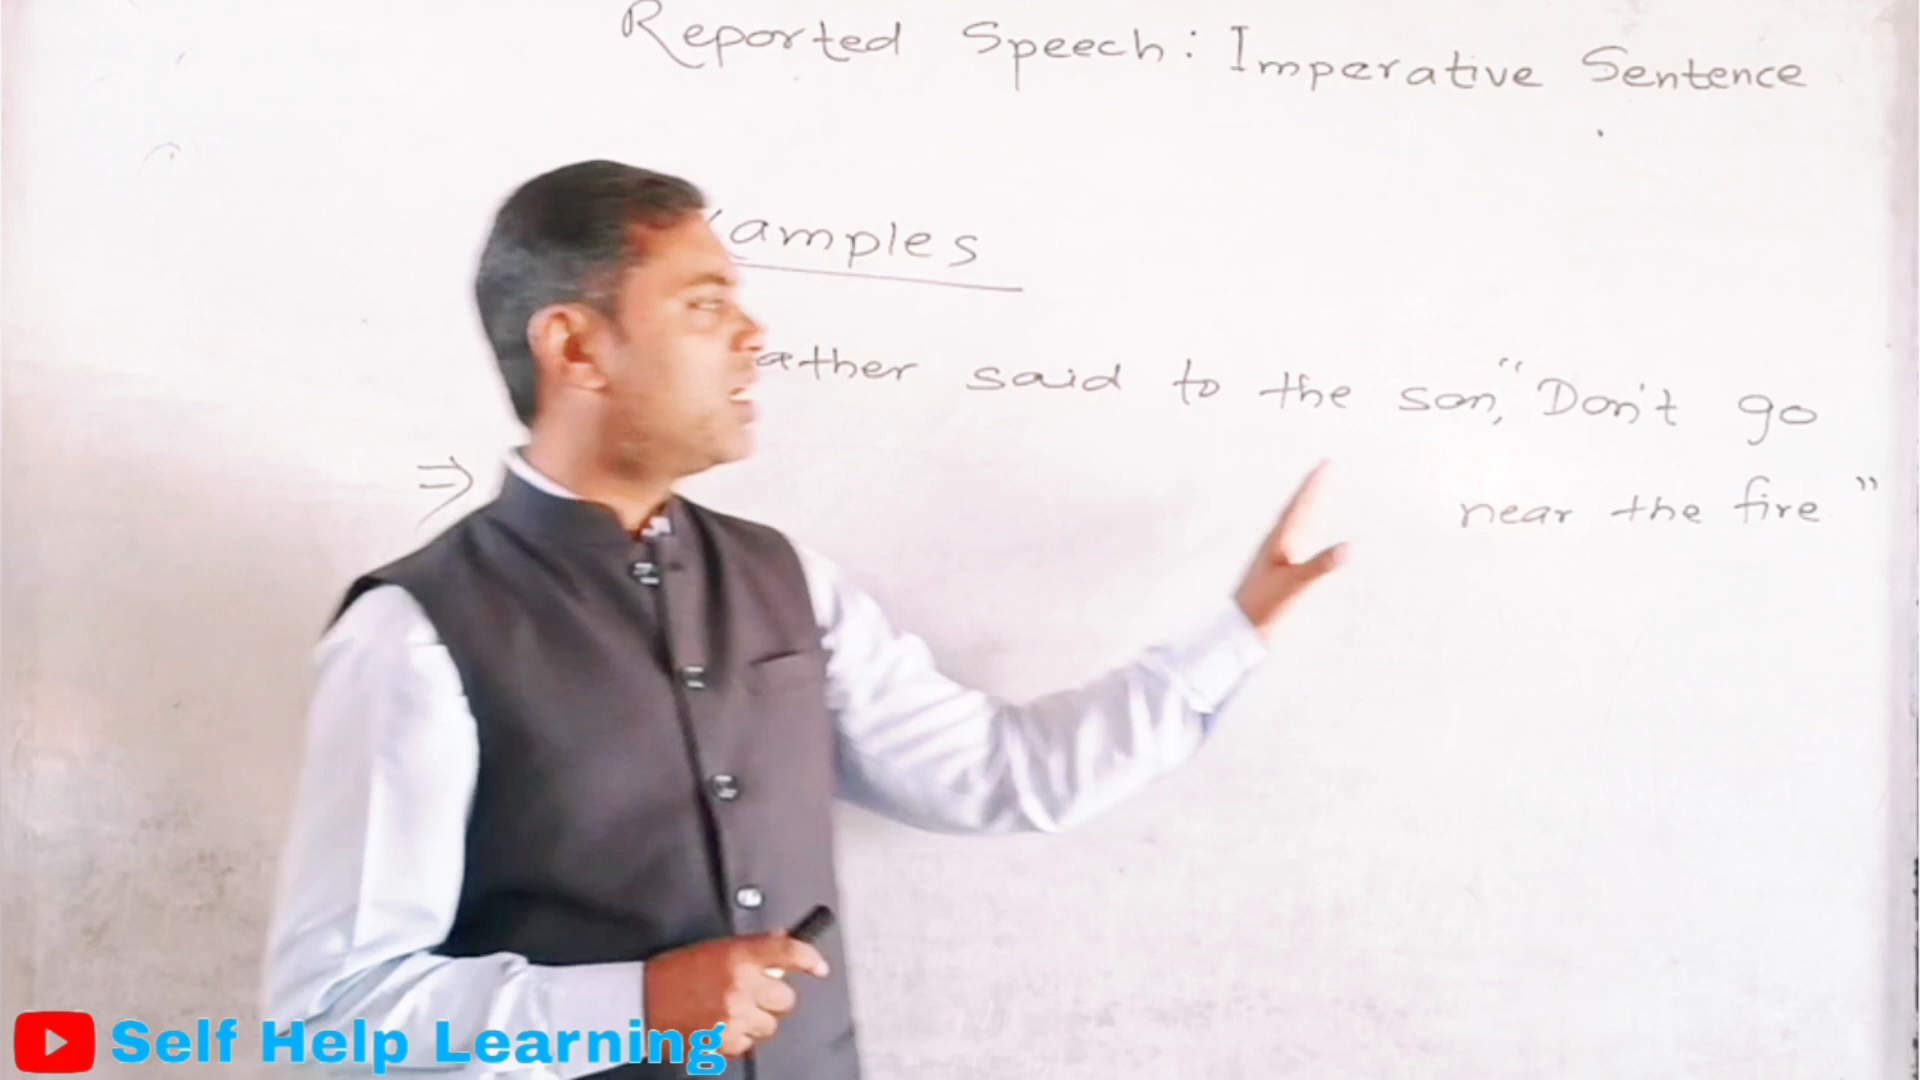 Reported Speech: Imperative Sentence
amples
ather said to the son, "Don't go
near the fire"
⇒
Self Help Learning